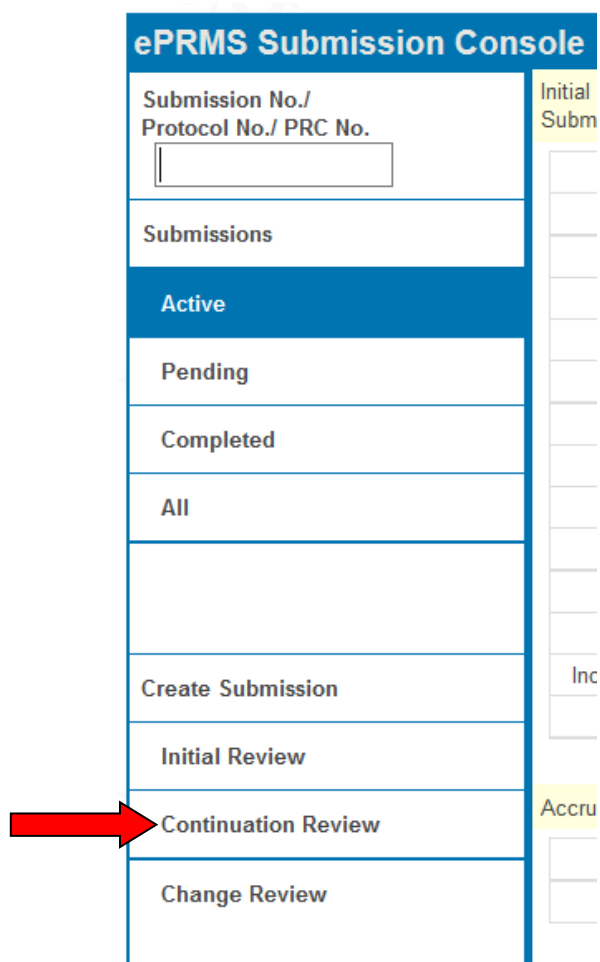 ePRMS Submission Console
Submission No./
Protocol No./ PRC No.
Submissions
Active
Pending
Completed
All
Create Submission
Initial Review
Continuation Review
Change Review
Initial
Subm
Inc
Accru